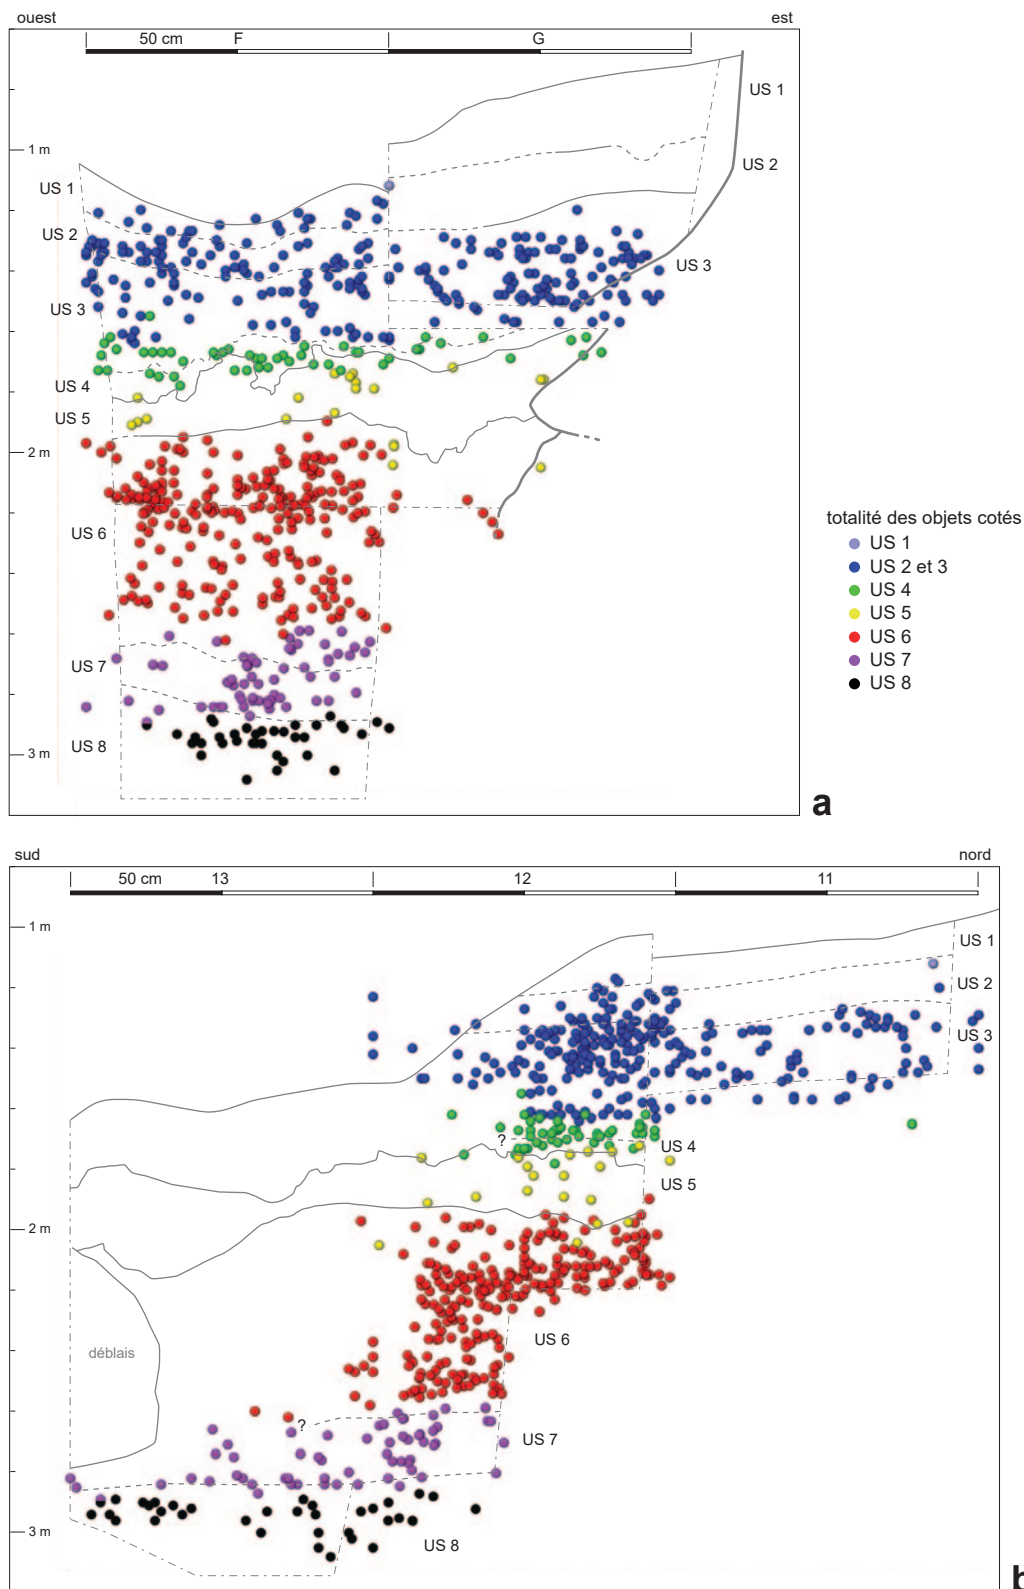 ouest est
50 cm F G
US 1
1 m
US 2
US 1
US 2
US 3
US 3
US 4
US 5
2 m
US 6
US 7
US 8
3 m
totalité des objets cotés
US 1
US 2 et 3
US 4
US 5
US 6
US 7
US 8
a
sud nord
50 cm 13 12 11
1 m
US 1
US 2
US 3
?
US 4
US 5
2 m
US 6
déblais
?
US 7
3 m
US 8
b